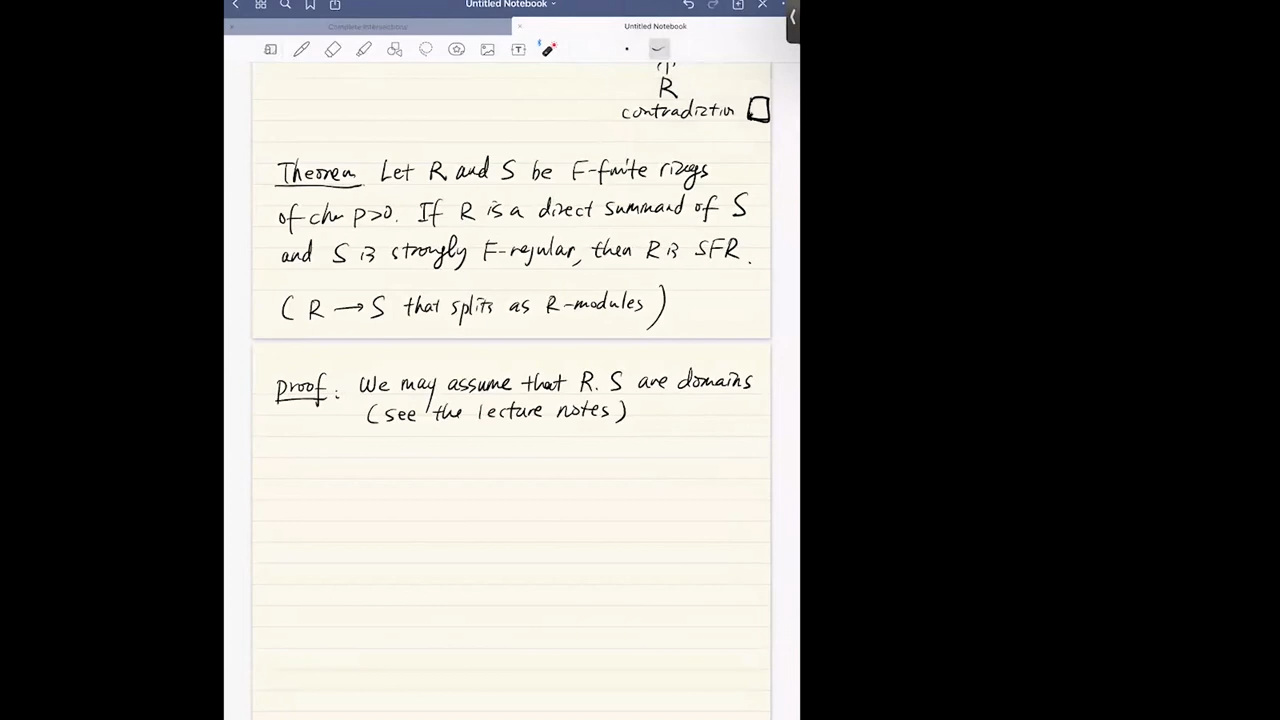 Untitled Notebook
Complete Intersections
Untitled Notebook
R
contradiction
Theorem. Let R and S be F-finite rings
of char p>0. If R is a direct summand of S
and S is strongly F-regular, then R is SFR.
( R ⟶ S that splits as R-modules )
proof: We may assume that R. S are domains
(see the lecture notes)